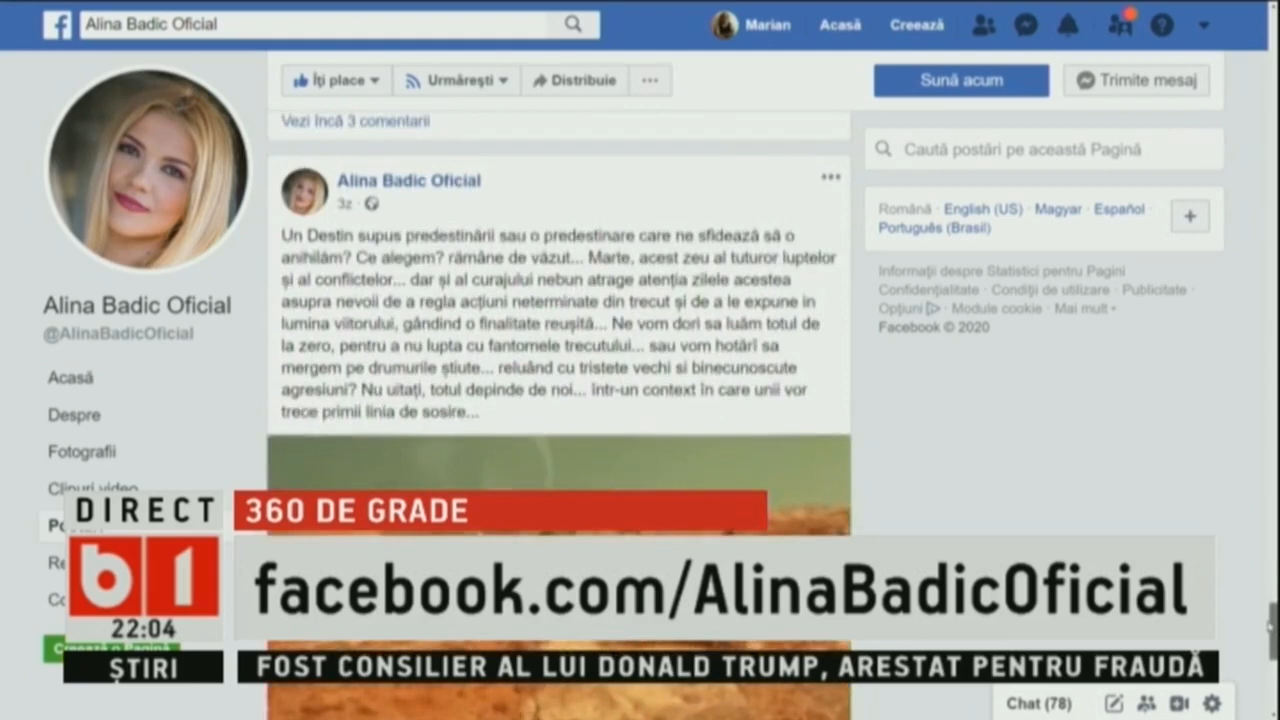 Alina Badic Oficial
Marian
Acasă
Creează
Îți place
Urmărești
Distribuie
Sună acum
Trimite mesaj
Vezi încă 3 comentarii
Caută postări pe această Pagină
Alina Badic Oficial
3z
Un Destin supus predestinării sau o predestinare care ne sfidează să o
anihilăm? Ce alegem? rămâne de văzut... Marte, acest zeu al tuturor luptelor
și al conflictelor... dar și al curajului nebun atrage atenția zilele acestea
asupra nevoii de a regla acțiuni neterminate din trecut și de a le expune in
lumina viitorului, gândind o finalitate reușită... Ne vom dori sa luăm totul de
la zero, pentru a nu lupta cu fantomele trecutului... sau vom hotărî sa
mergem pe drumurile știute... reluând cu tristete vechi si binecunoscute
agresiuni? Nu uitați, totul depinde de noi... într-un context în care unii vor
trece primii linia de sosire...
Română · English (US) · Magyar · Español ·
Português (Brasil)
Informații despre Statistici pentru Pagini
Confidențialitate · Condiții de utilizare · Publicitate ·
Opțiuni · Module cookie · Mai mult
Facebook © 2020
Alina Badic Oficial
@AlinaBadicOficial
Acasă
Despre
Fotografii
Clipuri video
DIRECT
360 DE GRADE
b1
facebook.com/AlinaBadicOficial
22:04
Creează o Pagină
ȘTIRI
FOST CONSILIER AL LUI DONALD TRUMP, ARESTAT PENTRU FRAUDĂ
Chat (78)